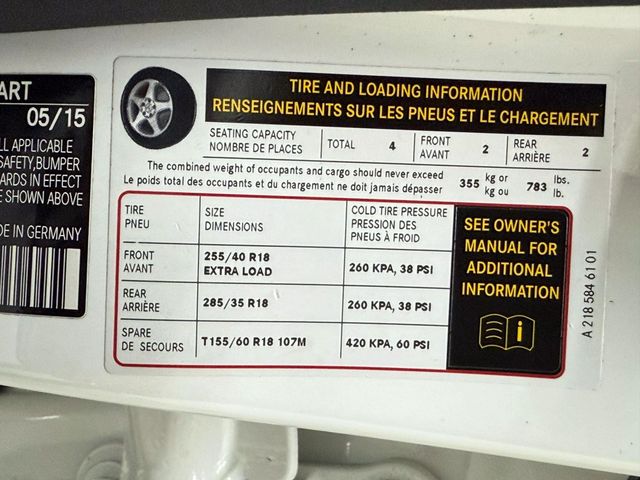 ART
05/15
LL APPLICABLE
SAFETY, BUMPER
ARDS IN EFFECT
E SHOWN ABOVE
DE IN GERMANY
TIRE AND LOADING INFORMATION
RENSEIGNEMENTS SUR LES PNEUS ET LE CHARGEMENT
SEATING CAPACITY
NOMBRE DE PLACES
TOTAL 4
FRONT
AVANT
2
REAR
ARRIÈRE
2
The combined weight of occupants and cargo should never exceed
Le poids total des occupants et du chargement ne doit jamais dépasser
355 kg or
kg ou
783 lbs.
lb.
TIRE
PNEU
SIZE
DIMENSIONS
COLD TIRE PRESSURE
PRESSION DES
PNEUS À FROID
FRONT
AVANT
255/40 R18
EXTRA LOAD
260 KPA, 38 PSI
REAR
ARRIÈRE
285/35 R18
260 KPA, 38 PSI
SPARE
DE SECOURS
T155/60 R18 107M
420 KPA, 60 PSI
SEE OWNER'S
MANUAL FOR
ADDITIONAL
INFORMATION
i
A 218 584 61 01